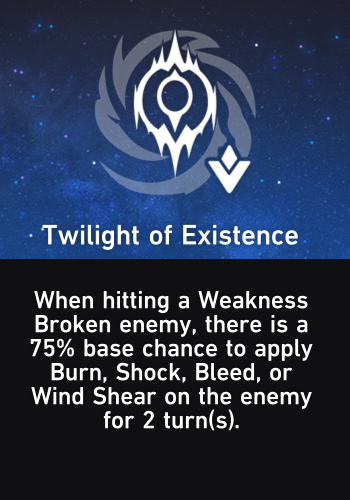 Twilight of Existence
When hitting a Weakness
Broken enemy, there is a
75% base chance to apply
Burn, Shock, Bleed, or
Wind Shear on the enemy
for 2 turn(s).